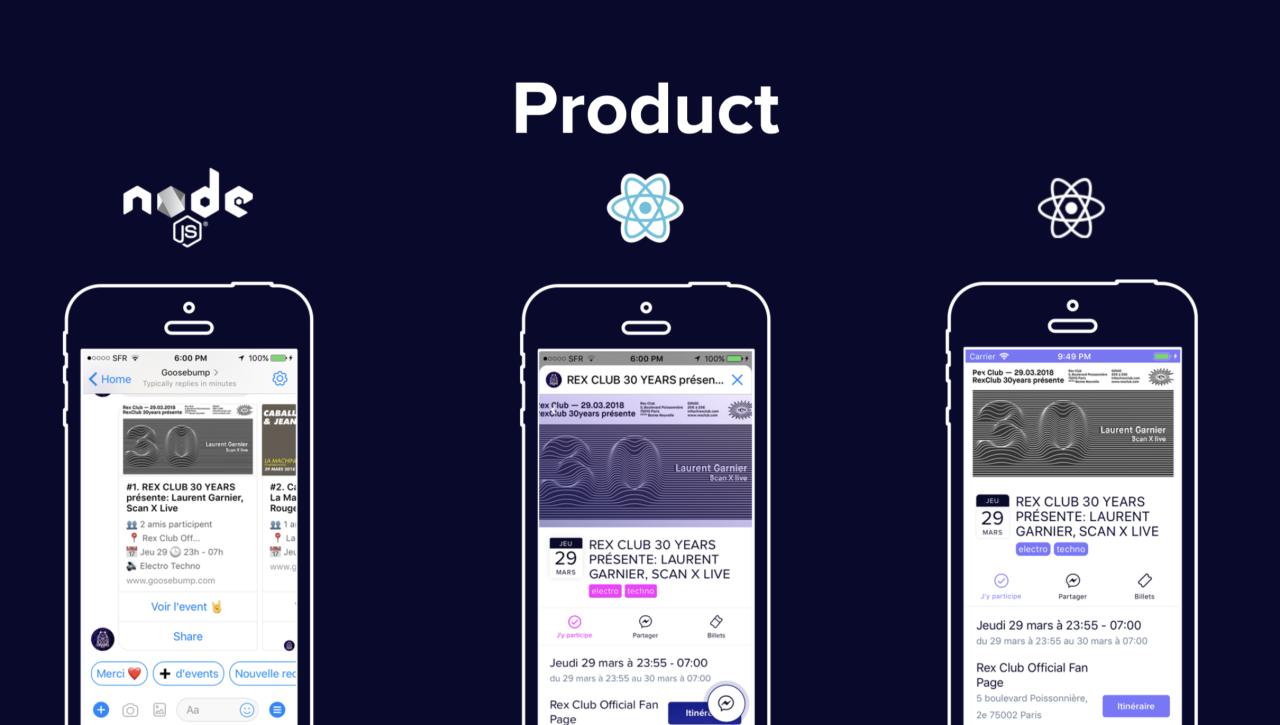 Product
node
JS
SFR 6:00 PM 100%
Home
Goosebump
Typically replies in minutes
Rex Club — 29.03.2018
RexClub 30years présente
30
Laurent Garnier
Scan X live
#1. REX CLUB 30 YEARS
présente: Laurent Garnier,
Scan X Live
2 amis participent
Rex Club Off...
Jeu 29 23h - 07h
Electro Techno
www.goosebump.com
Voir l'event
Share
CABALL
& JEAN
LA MACHIN
29 MARS 2018
#2. Ca
La Ma
Rouge
1 a
La
Jeu
www.g
Merci
+ d'events
Nouvelle rec
Aa
SFR 6:00 PM 100%
REX CLUB 30 YEARS présen...
Rex Club — 29.03.2018
exClub 30years présente
30
Laurent Garnier
Scan X live
JEU
29
MARS
REX CLUB 30 YEARS
PRÉSENTE: LAURENT
GARNIER, SCAN X LIVE
electro techno
J'y participe Partager Billets
Jeudi 29 mars à 23:55 - 07:00
du 29 mars à 23:55 au 30 mars à 07:00
Rex Club Official Fan
Page
Itinér
Carrier 9:49 PM
Rex Club — 29.03.2018
RexClub 30years présente
30
Laurent Garnier
Scan X live
JEU
29
MARS
REX CLUB 30 YEARS
PRÉSENTE: LAURENT
GARNIER, SCAN X LIVE
electro techno
J'y participe Partager Billets
Jeudi 29 mars à 23:55 - 07:00
du 29 mars à 23:55 au 30 mars à 07:00
Rex Club Official Fan
Page
5 boulevard Poissonnière,
2e 75002 Paris
Itinéraire